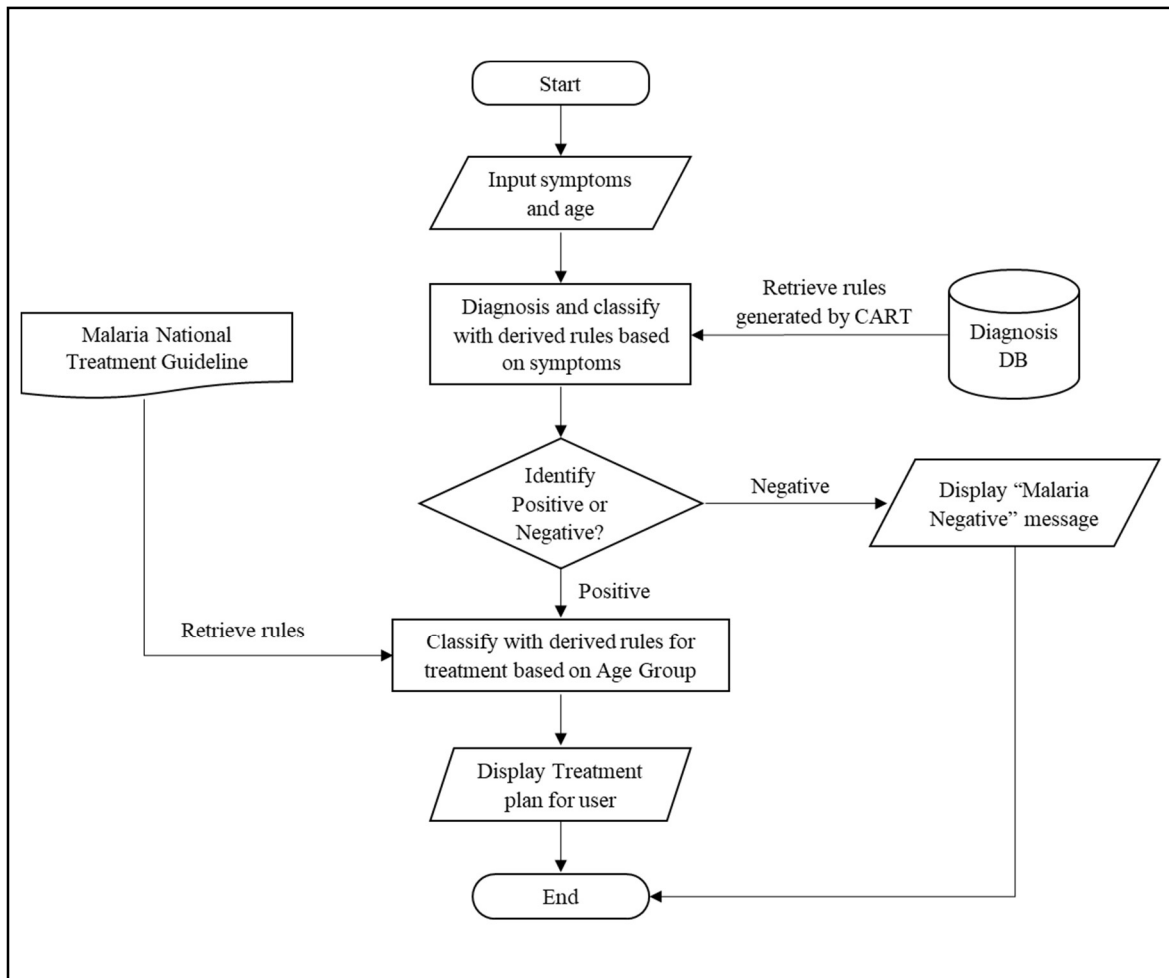 Start
Input symptoms
and age
Diagnosis and classify
with derived rules based
on symptoms
Retrieve rules
generated by CART
Diagnosis
DB
Malaria National
Treatment Guideline
Identify
Positive or
Negative?
Negative
Display “Malaria
Negative” message
Positive
Retrieve rules
Classify with derived rules for
treatment based on Age Group
Display Treatment
plan for user
End